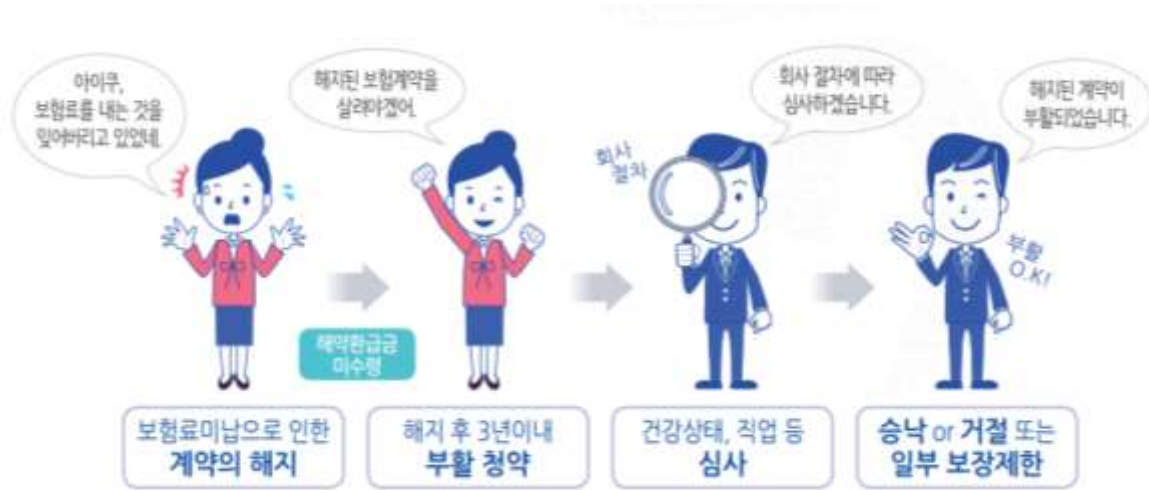 아이쿠,
보험료를 내는 것을
잊어버리고 있었네.
해지된 보험계약을
살려야겠어.
회사 절차에 따라
심사하겠습니다.
해지된 계약이
부활되었습니다.
회사
절차
부활
O.K!
해약환급금
미수령
보험료미납으로 인한
계약의 해지
해지 후 3년이내
부활 청약
건강상태, 직업 등
심사
승낙 or 거절 또는
일부 보장제한